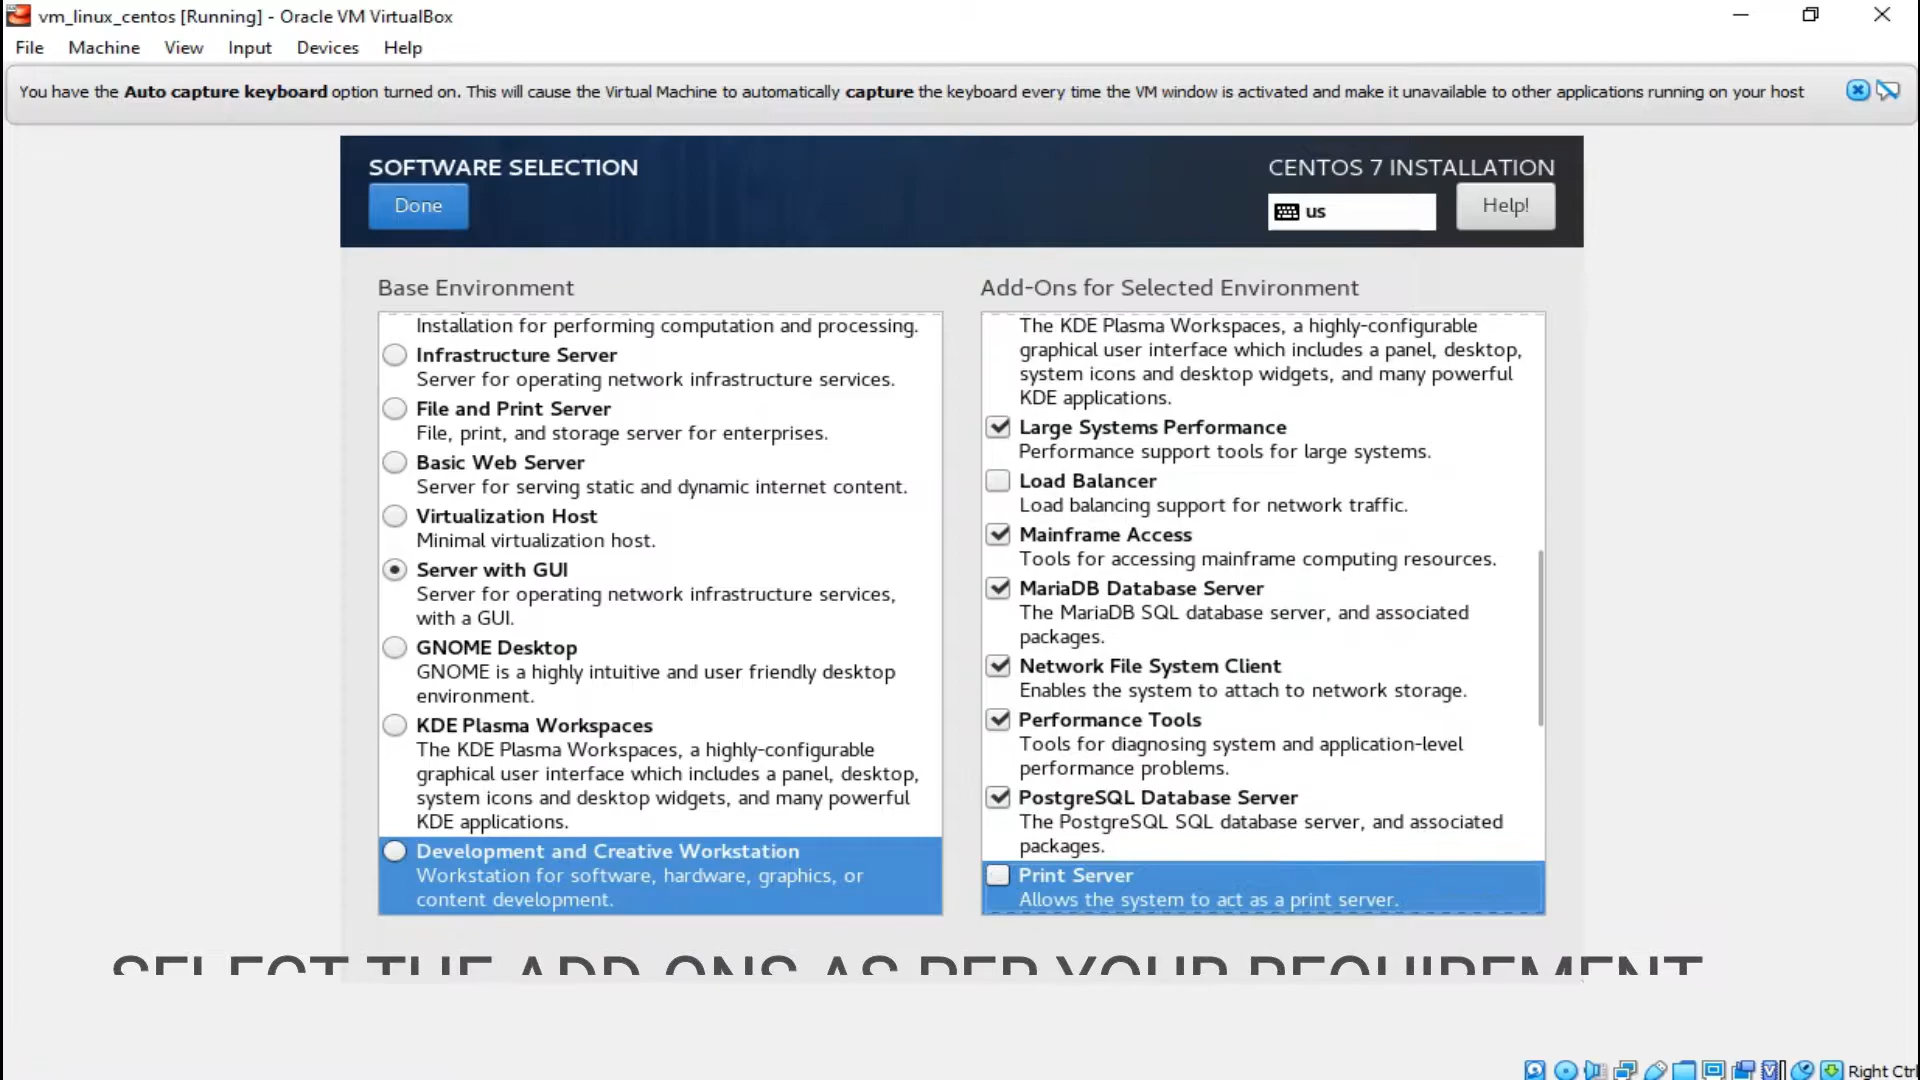 vm_linux_centos [Running] - Oracle VM VirtualBox
File Machine View Input Devices Help
You have the Auto capture keyboard option turned on. This will cause the Virtual Machine to automatically capture the keyboard every time the VM window is activated and make it unavailable to other applications running on your host
SOFTWARE SELECTION
CENTOS 7 INSTALLATION
Done
us
Help!
Base Environment
Installation for performing computation and processing.
Infrastructure Server
Server for operating network infrastructure services.
File and Print Server
File, print, and storage server for enterprises.
Basic Web Server
Server for serving static and dynamic internet content.
Virtualization Host
Minimal virtualization host.
Server with GUI
Server for operating network infrastructure services,
with a GUI.
GNOME Desktop
GNOME is a highly intuitive and user friendly desktop
environment.
KDE Plasma Workspaces
The KDE Plasma Workspaces, a highly-configurable
graphical user interface which includes a panel, desktop,
system icons and desktop widgets, and many powerful
KDE applications.
Development and Creative Workstation
Workstation for software, hardware, graphics, or
content development.
Add-Ons for Selected Environment
The KDE Plasma Workspaces, a highly-configurable
graphical user interface which includes a panel, desktop,
system icons and desktop widgets, and many powerful
KDE applications.
Large Systems Performance
Performance support tools for large systems.
Load Balancer
Load balancing support for network traffic.
Mainframe Access
Tools for accessing mainframe computing resources.
MariaDB Database Server
The MariaDB SQL database server, and associated
packages.
Network File System Client
Enables the system to attach to network storage.
Performance Tools
Tools for diagnosing system and application-level
performance problems.
PostgreSQL Database Server
The PostgreSQL SQL database server, and associated
packages.
Print Server
Allows the system to act as a print server.
SELECT THE ADD ONS AS PER YOUR REQUIREMENT
Right Ctrl